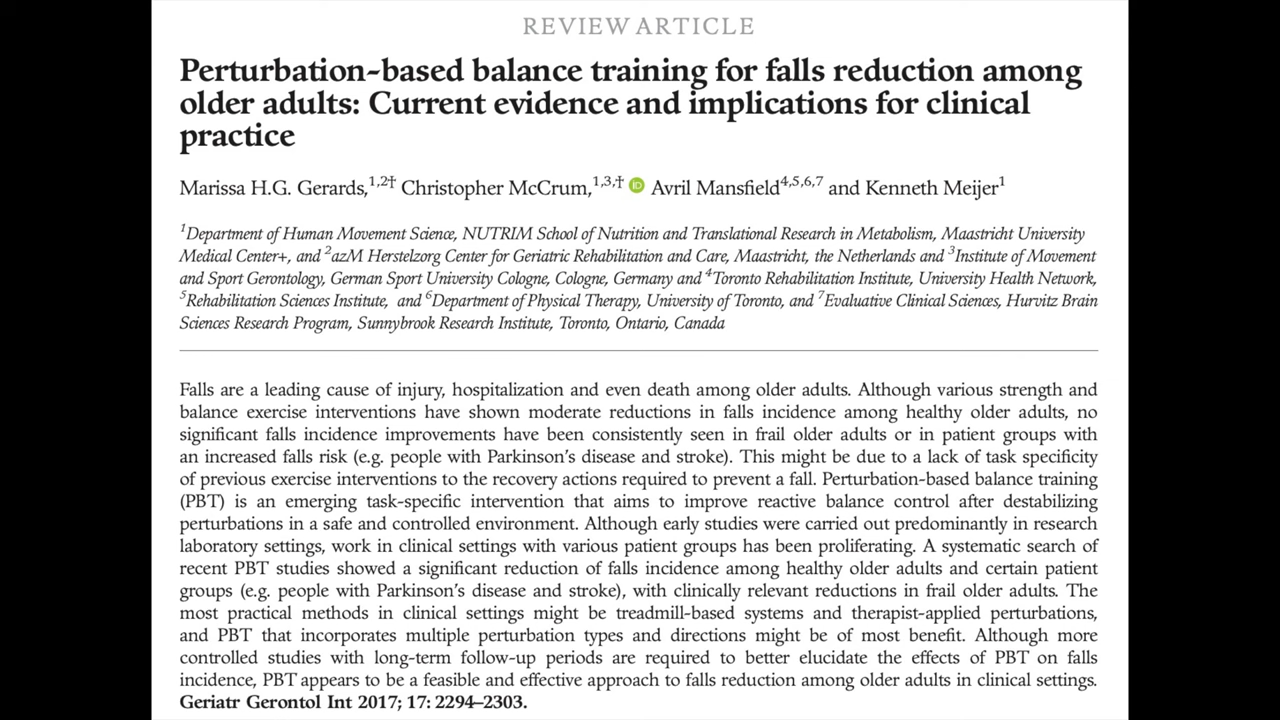 REVIEW ARTICLE
Perturbation-based balance training for falls reduction among
older adults: Current evidence and implications for clinical
practice
Marissa H.G. Gerards,1,2† Christopher McCrum,1,3,† iD Avril Mansfield4,5,6,7 and Kenneth Meijer1
1Department of Human Movement Science, NUTRIM School of Nutrition and Translational Research in Metabolism, Maastricht University
Medical Center+, and 2azM Herstelzorg Center for Geriatric Rehabilitation and Care, Maastricht, the Netherlands and 3Institute of Movement
and Sport Gerontology, German Sport University Cologne, Cologne, Germany and 4Toronto Rehabilitation Institute, University Health Network,
5Rehabilitation Sciences Institute, and 6Department of Physical Therapy, University of Toronto, and 7Evaluative Clinical Sciences, Hurvitz Brain
Sciences Research Program, Sunnybrook Research Institute, Toronto, Ontario, Canada
Falls are a leading cause of injury, hospitalization and even death among older adults. Although various strength and
balance exercise interventions have shown moderate reductions in falls incidence among healthy older adults, no
significant falls incidence improvements have been consistently seen in frail older adults or in patient groups with
an increased falls risk (e.g. people with Parkinson's disease and stroke). This might be due to a lack of task specificity
of previous exercise interventions to the recovery actions required to prevent a fall. Perturbation-based balance training
(PBT) is an emerging task-specific intervention that aims to improve reactive balance control after destabilizing
perturbations in a safe and controlled environment. Although early studies were carried out predominantly in research
laboratory settings, work in clinical settings with various patient groups has been proliferating. A systematic search of
recent PBT studies showed a significant reduction of falls incidence among healthy older adults and certain patient
groups (e.g. people with Parkinson's disease and stroke), with clinically relevant reductions in frail older adults. The
most practical methods in clinical settings might be treadmill-based systems and therapist-applied perturbations,
and PBT that incorporates multiple perturbation types and directions might be of most benefit. Although more
controlled studies with long-term follow-up periods are required to better elucidate the effects of PBT on falls
incidence, PBT appears to be a feasible and effective approach to falls reduction among older adults in clinical settings.
Geriatr Gerontol Int 2017; 17: 2294–2303.